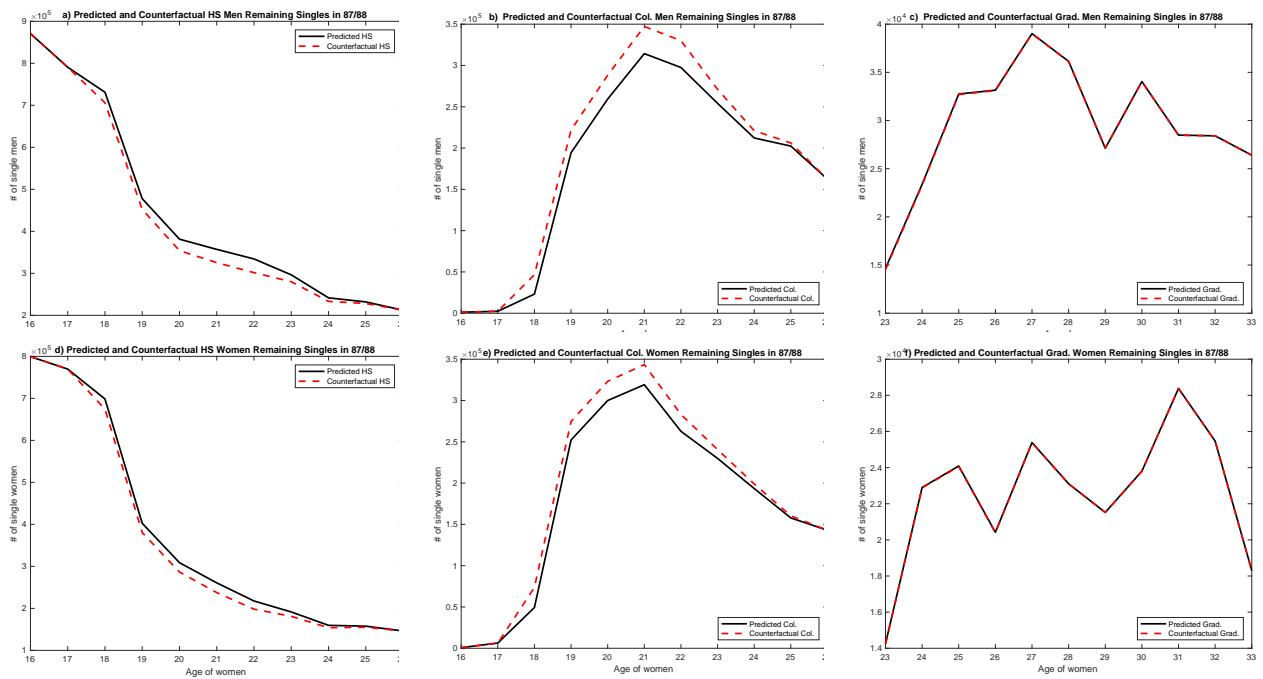 a) Predicted and Counterfactual HS Men Remaining Singles in 87/88
×10^5
# of single men
9
8
7
6
5
4
3
2
16 17 18 19 20 21 22 23 24 25
Predicted HS
Counterfactual HS
b) Predicted and Counterfactual Col. Men Remaining Singles in 87/88
×10^5
# of single men
3.5
3
2.5
2
1.5
1
0.5
0
16 17 18 19 20 21 22 23 24 25 2
Predicted Col.
Counterfactual Col.
c) Predicted and Counterfactual Grad. Men Remaining Singles in 87/88
×10^4
# of single men
4
3.5
3
2.5
2
1.5
1
23 24 25 26 27 28 29 30 31 32 33
Predicted Grad.
Counterfactual Grad.
d) Predicted and Counterfactual HS Women Remaining Singles in 87/88
×10^5
# of single women
8
7
6
5
4
3
2
1
16 17 18 19 20 21 22 23 24 25
Age of women
Predicted HS
Counterfactual HS
e) Predicted and Counterfactual Col. Women Remaining Singles in 87/88
×10^5
# of single women
3.5
3
2.5
2
1.5
1
0.5
0
16 17 18 19 20 21 22 23 24 25 2
Age of women
Predicted Col.
Counterfactual Col.
f) Predicted and Counterfactual Grad. Women Remaining Singles in 87/88
×10^4
# of single women
3
2.8
2.6
2.4
2.2
2
1.8
1.6
1.4
23 24 25 26 27 28 29 30 31 32 33
Age of women
Predicted Grad.
Counterfactual Grad.